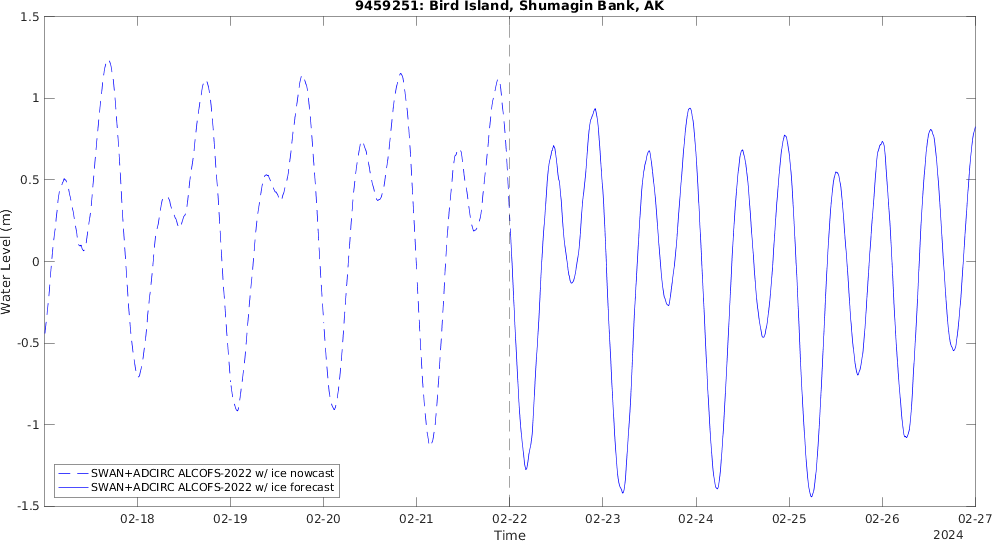 9459251: Bird Island, Shumagin Bank, AK
1.5
1
0.5
0
-0.5
-1
-1.5
Water Level (m)
SWAN+ADCIRC ALCOFS-2022 w/ ice nowcast
SWAN+ADCIRC ALCOFS-2022 w/ ice forecast
02-18 02-19 02-20 02-21 02-22 02-23 02-24 02-25 02-26 02-27
Time
2024